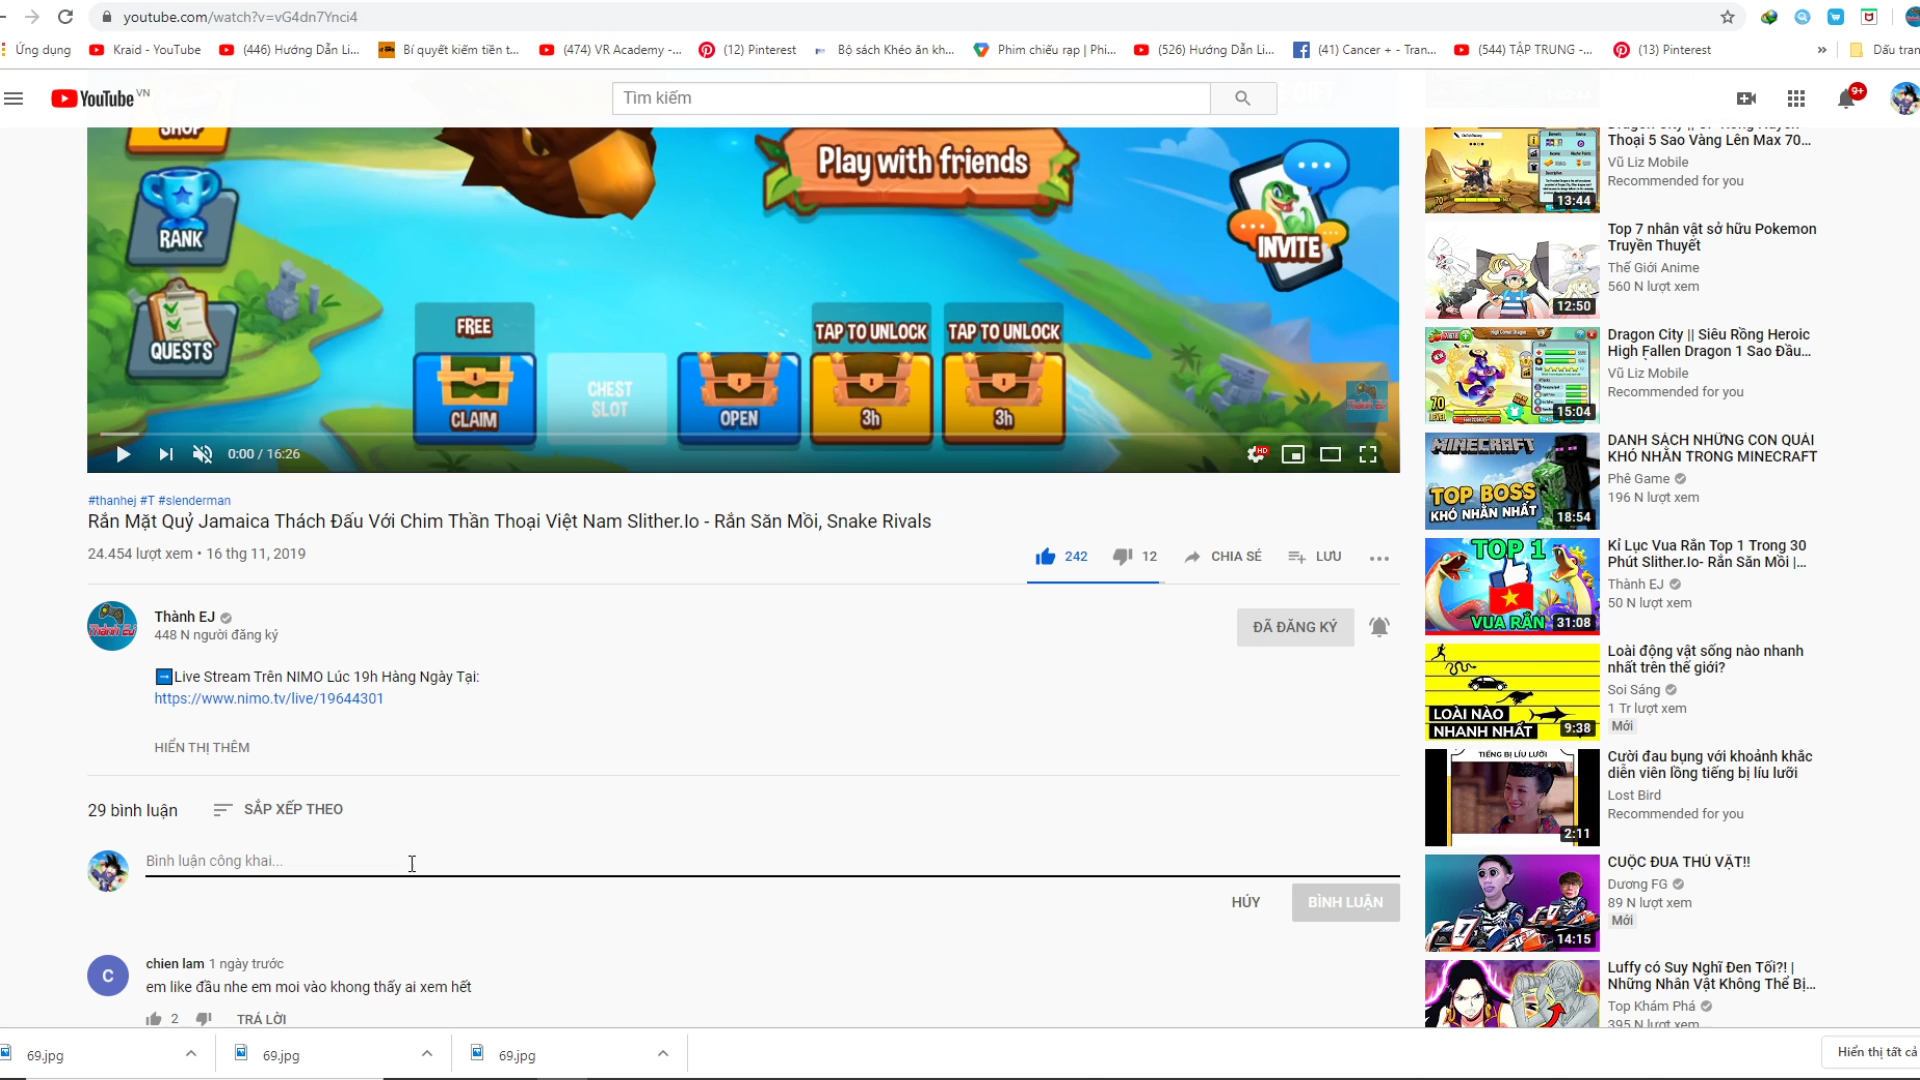 youtube.com/watch?v=vG4dn7Ynci4
Ứng dụng
Kraid - YouTube
(446) Hướng Dẫn Li...
Bí quyết kiếm tiền t...
(474) VR Academy -...
(12) Pinterest
Bộ sách Khéo ăn kh...
Phim chiếu rạp | Phi...
(526) Hướng Dẫn Li...
(41) Cancer + - Tran...
(544) TẬP TRUNG -...
(13) Pinterest
»
Dấu tran
YouTube VN
Tìm kiếm
9+
SHOP
RANK
QUESTS
Play with friends
INVITE
FREE
CLAIM
CHEST
SLOT
OPEN
TAP TO UNLOCK
3h
TAP TO UNLOCK
3h
Thành EJ
0:00 / 16:26
HD
#thanhej #T #slenderman
Rắn Mặt Quỷ Jamaica Thách Đấu Với Chim Thần Thoại Việt Nam Slither.Io - Rắn Săn Mồi, Snake Rivals
24.454 lượt xem • 16 thg 11, 2019
242
12
CHIA SẺ
LƯU
Thành EJ
448 N người đăng ký
ĐÃ ĐĂNG KÝ
Live Stream Trên NIMO Lúc 19h Hàng Ngày Tại:
https://www.nimo.tv/live/19644301
HIỂN THỊ THÊM
29 bình luận
SẮP XẾP THEO
Bình luận công khai...
HỦY
BÌNH LUẬN
C
chien lam 1 ngày trước
em like đầu nhe em moi vào khong thấy ai xem hết
2
TRẢ LỜI
Thoại 5 Sao Vàng Lên Max 70...
Vũ Liz Mobile
Recommended for you
70
13:44
Top 7 nhân vật sở hữu Pokemon
Truyền Thuyết
Thế Giới Anime
560 N lượt xem
12:50
Dragon City || Siêu Rồng Heroic
High Fallen Dragon 1 Sao Đầu...
Vũ Liz Mobile
Recommended for you
70
15:04
DANH SÁCH NHỮNG CON QUÁI
KHÓ NHẰN TRONG MINECRAFT
Phê Game
196 N lượt xem
MINECRAFT
TOP BOSS
KHÓ NHẰN NHẤT
18:54
Kỉ Lục Vua Rắn Top 1 Trong 30
Phút Slither.Io- Rắn Săn Mồi |...
Thành EJ
50 N lượt xem
TOP 1
VUA RẮN
31:08
Loài động vật sống nào nhanh
nhất trên thế giới?
Soi Sáng
1 Tr lượt xem
Mới
LOÀI NÀO
NHANH NHẤT
9:38
Cười đau bụng với khoảnh khắc
diễn viên lồng tiếng bị líu lưỡi
Lost Bird
Recommended for you
TIẾNG BỊ LÍU LƯỠI
2:11
CUỘC ĐUA THÚ VẬT!!
Dương FG
89 N lượt xem
Mới
14:15
Luffy có Suy Nghĩ Đen Tối?! |
Những Nhân Vật Không Thể Bị...
Top Khám Phá
395 N lượt xem
69.jpg
69.jpg
69.jpg
Hiển thị tất cả